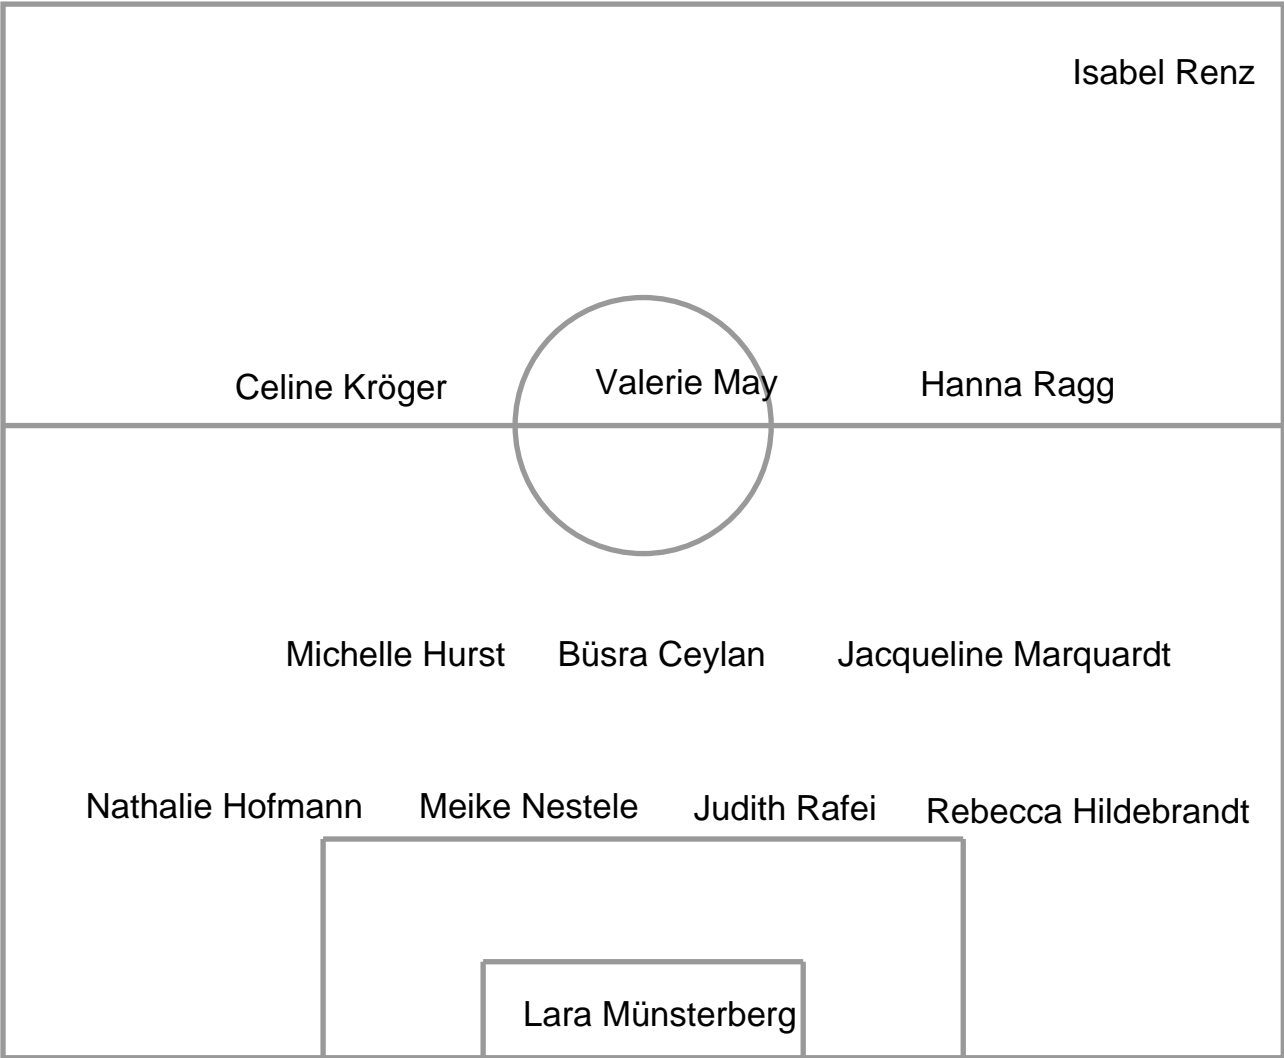 Isabel Renz
Celine Kröger
Valerie May
Hanna Ragg
Michelle Hurst
Büsra Ceylan
Jacqueline Marquardt
Nathalie Hofmann
Meike Nestele
Judith Rafei
Rebecca Hildebrandt
Lara Münsterberg